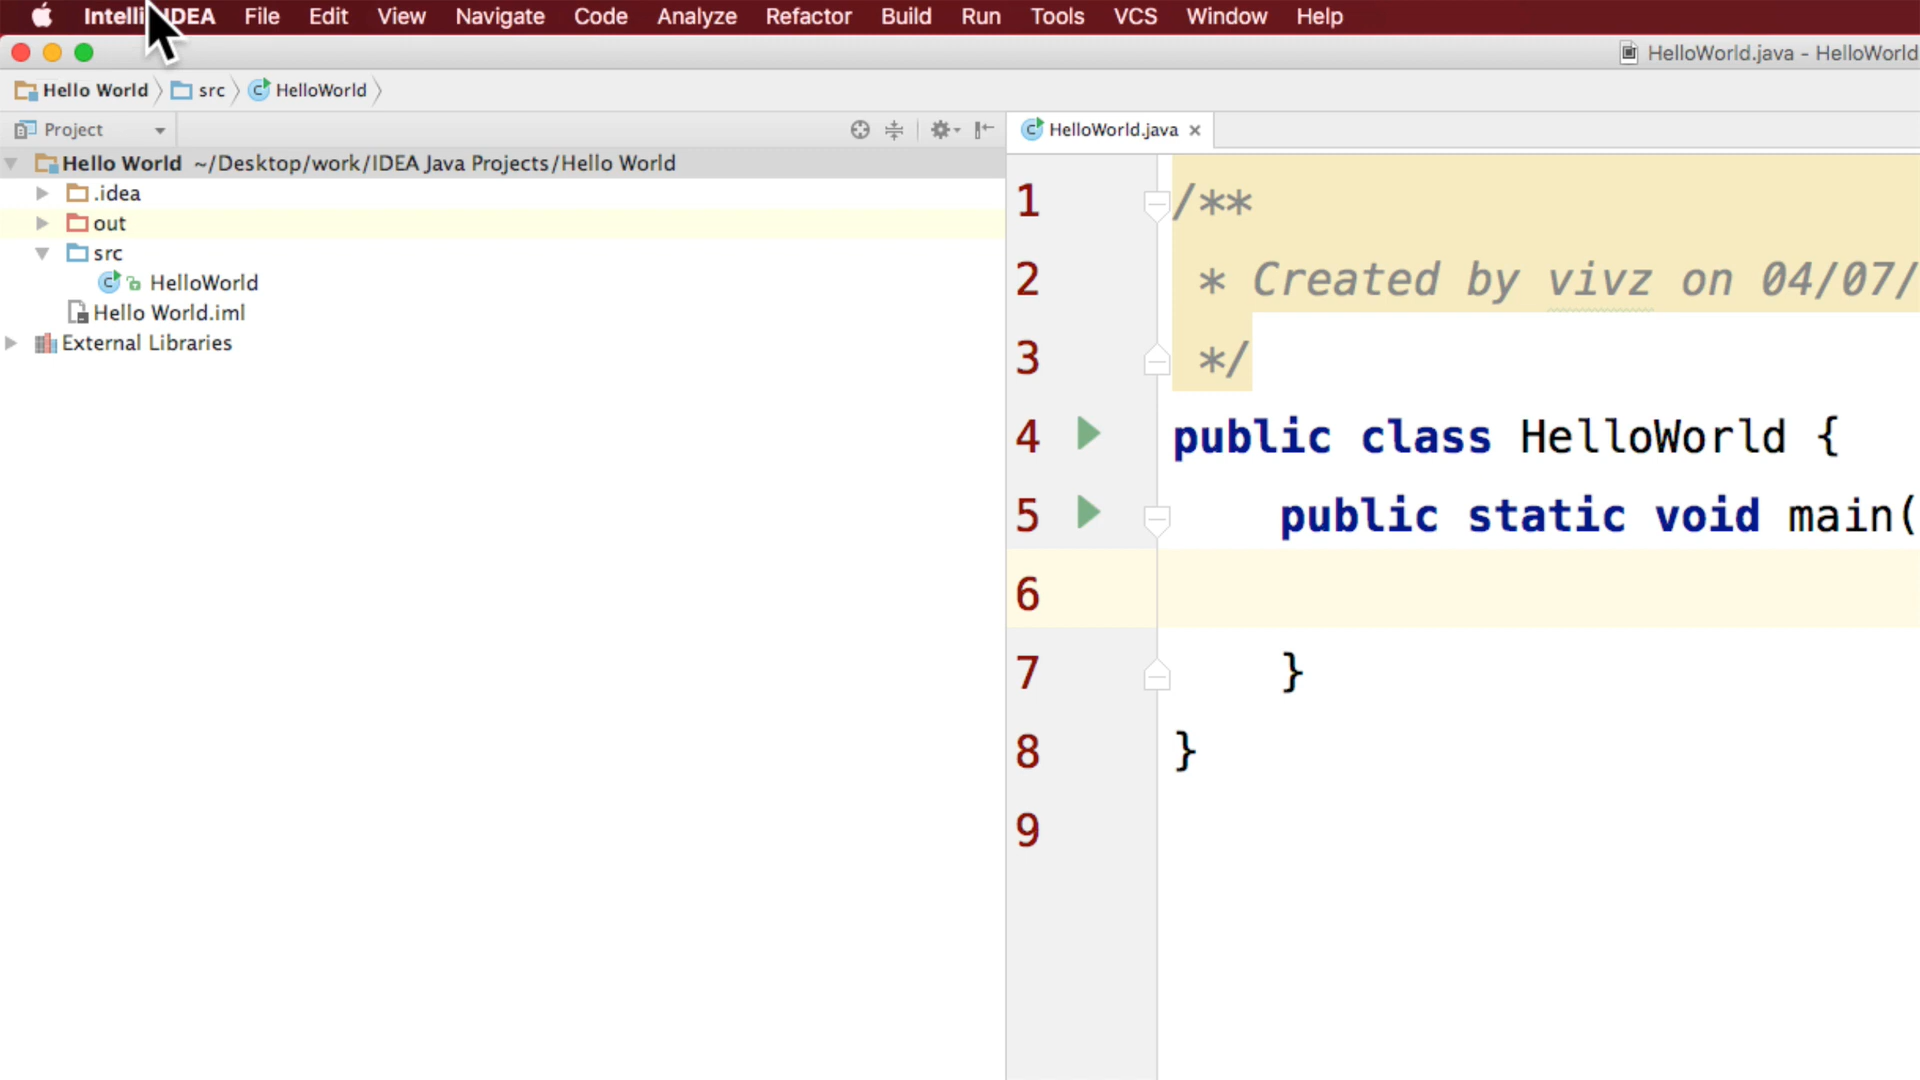 IntelliJ IDEA File Edit View Navigate Code Analyze Refactor Build Run Tools VCS Window Help
HelloWorld.java - HelloWorld
Hello World src HelloWorld
Project
HelloWorld.java
Hello World ~/Desktop/work/IDEA Java Projects/Hello World
.idea
out
src
HelloWorld
Hello World.iml
External Libraries
1 /**
2 * Created by vivz on 04/07/
3 */
4 public class HelloWorld {
5 public static void main(
6
7 }
8 }
9